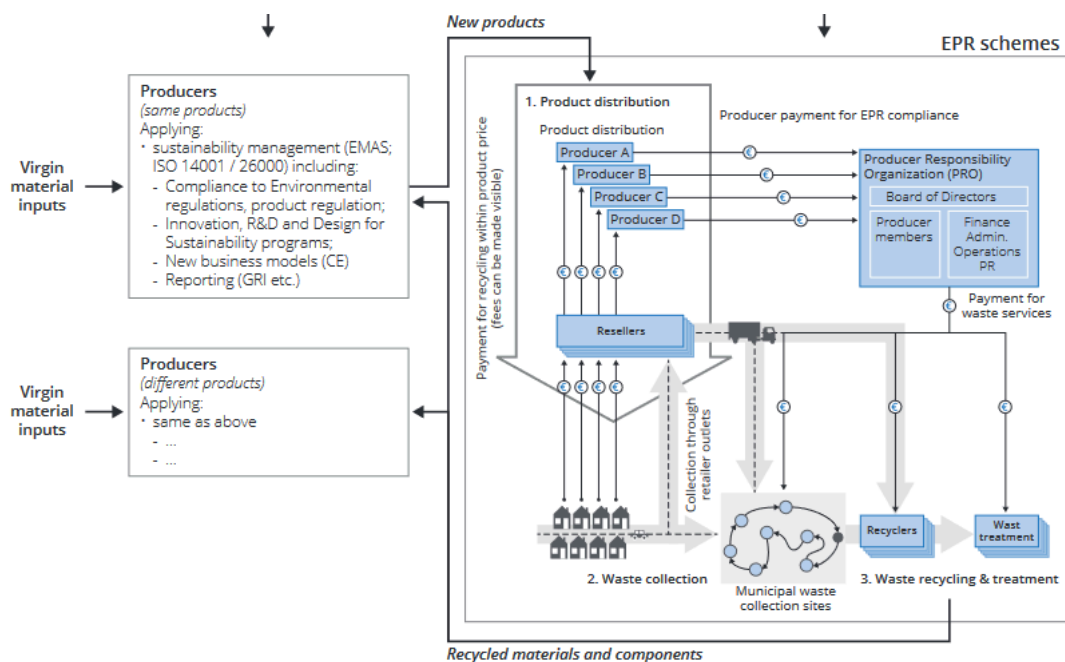 New products
EPR schemes
Producers
(same products)
Applying:
• sustainability management (EMAS;
ISO 14001 / 26000) including:
- Compliance to Environmental
regulations, product regulation;
- Innovation, R&D and Design for
Sustainability programs;
- New business models (CE)
- Reporting (GRI etc.)
Virgin
material
inputs
1. Product distribution
Product distribution
Producer A
Producer B
Producer C
Producer D
Producer payment for EPR compliance
€
€
€
€
Producer Responsibility
Organization (PRO)
Board of Directors
Producer
members
Finance
Admin.
Operations
PR
Payment for recycling within product price
(fees can be made visible)
€ € € €
€
Payment for
waste services
Resellers
Producers
(different products)
Applying:
• same as above
- ...
- ...
Virgin
material
inputs
€ € € €
€
€
€
Collection through
retailer outlets
Recyclers
Wast
treatment
2. Waste collection
Municipal waste
collection sites
3. Waste recycling & treatment
Recycled materials and components